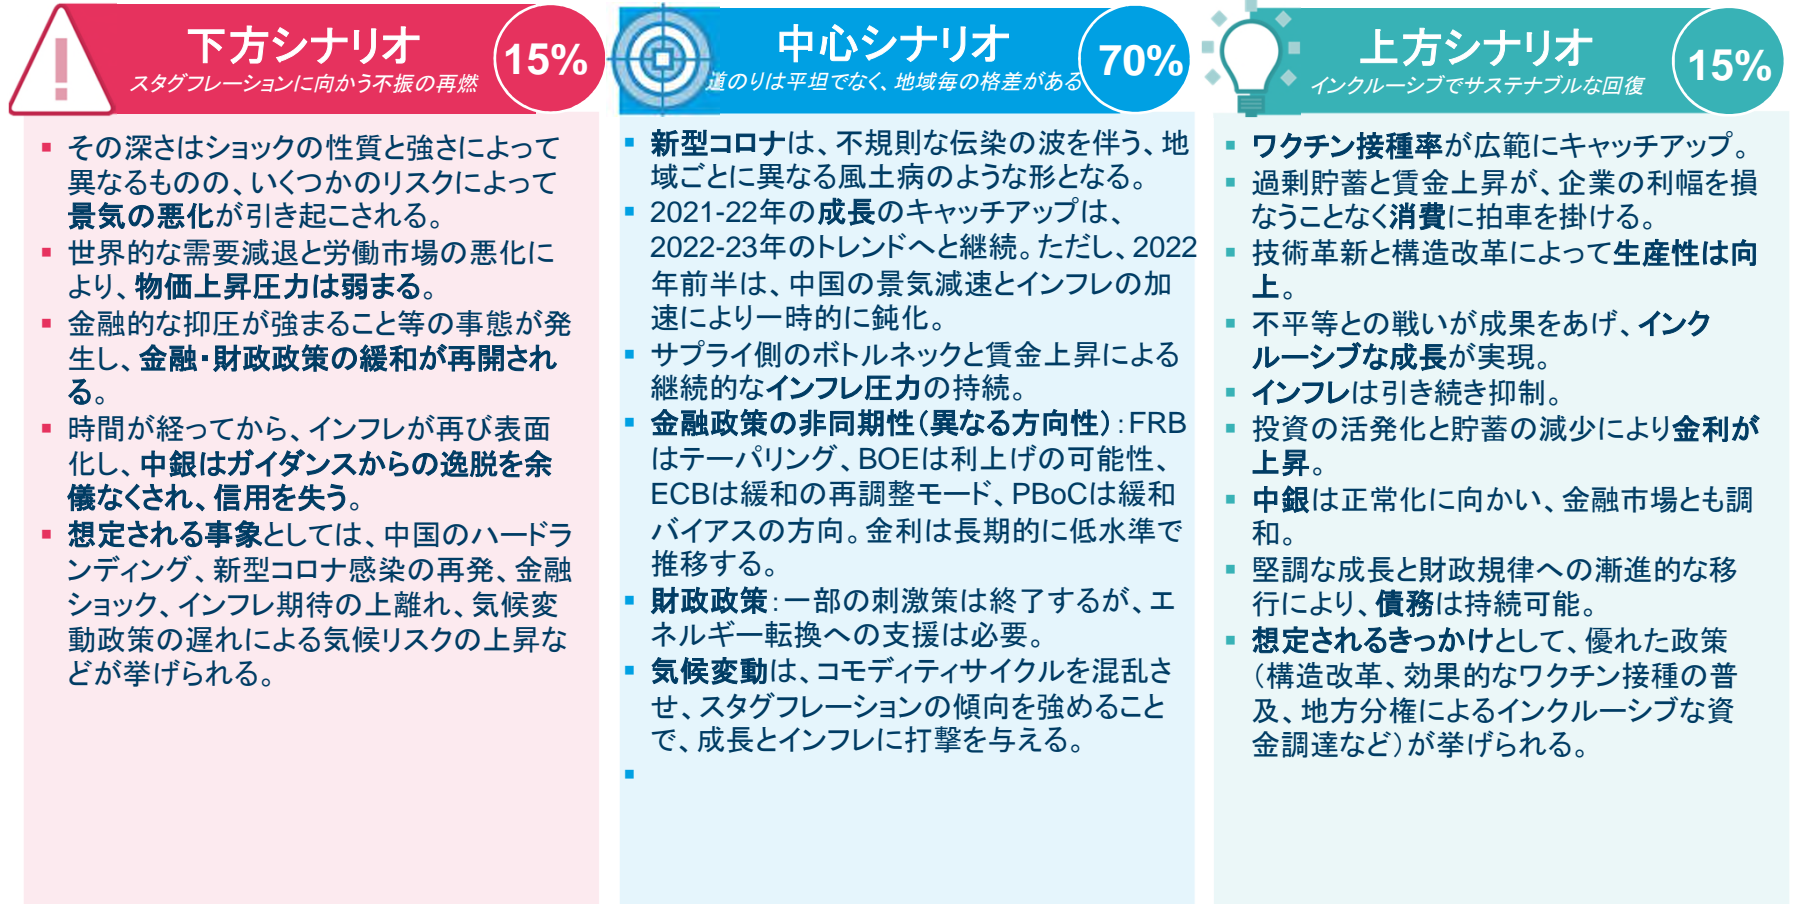 下方シナリオ
スタグフレーションに向かう不振の再燃
15%
その深さはショックの性質と強さによって
異なるものの、いくつかのリスクによって
景気の悪化が引き起こされる。
世界的な需要減退と労働市場の悪化に
より、物価上昇圧力は弱まる。
金融的な抑圧が強まること等の事態が発
生し、金融・財政政策の緩和が再開され
る。
時間が経ってから、インフレが再び表面
化し、中銀はガイダンスからの逸脱を余
儀なくされ、信用を失う。
想定される事象としては、中国のハードラ
ンディング、新型コロナ感染の再発、金融
ショック、インフレ期待の上離れ、気候変
動政策の遅れによる気候リスクの上昇な
どが挙げられる。
中心シナリオ
道のりは平坦でなく、地域毎の格差がある
70%
新型コロナは、不規則な伝染の波を伴う、地
域ごとに異なる風土病のような形となる。
2021-22年の成長のキャッチアップは、
2022-23年のトレンドへと継続。ただし、2022
年前半は、中国の景気減速とインフレの加
速により一時的に鈍化。
サプライ側のボトルネックと賃金上昇による
継続的なインフレ圧力の持続。
金融政策の非同期性（異なる方向性）：FRB
はテーパリング、BOEは利上げの可能性、
ECBは緩和の再調整モード、PBoCは緩和
バイアスの方向。金利は長期的に低水準で
推移する。
財政政策：一部の刺激策は終了するが、エ
ネルギー転換への支援は必要。
気候変動は、コモディティサイクルを混乱さ
せ、スタグフレーションの傾向を強めること
で、成長とインフレに打撃を与える。
上方シナリオ
インクルーシブでサステナブルな回復
15%
ワクチン接種率が広範にキャッチアップ。
過剰貯蓄と賃金上昇が、企業の利幅を損
なうことなく消費に拍車を掛ける。
技術革新と構造改革によって生産性は向
上。
不平等との戦いが成果をあげ、インク
ルーシブな成長が実現。
インフレは引き続き抑制。
投資の活発化と貯蓄の減少により金利が
上昇。
中銀は正常化に向かい、金融市場とも調
和。
堅調な成長と財政規律への漸進的な移
行により、債務は持続可能。
想定されるきっかけとして、優れた政策
（構造改革、効果的なワクチン接種の普
及、地方分権によるインクルーシブな資
金調達など）が挙げられる。